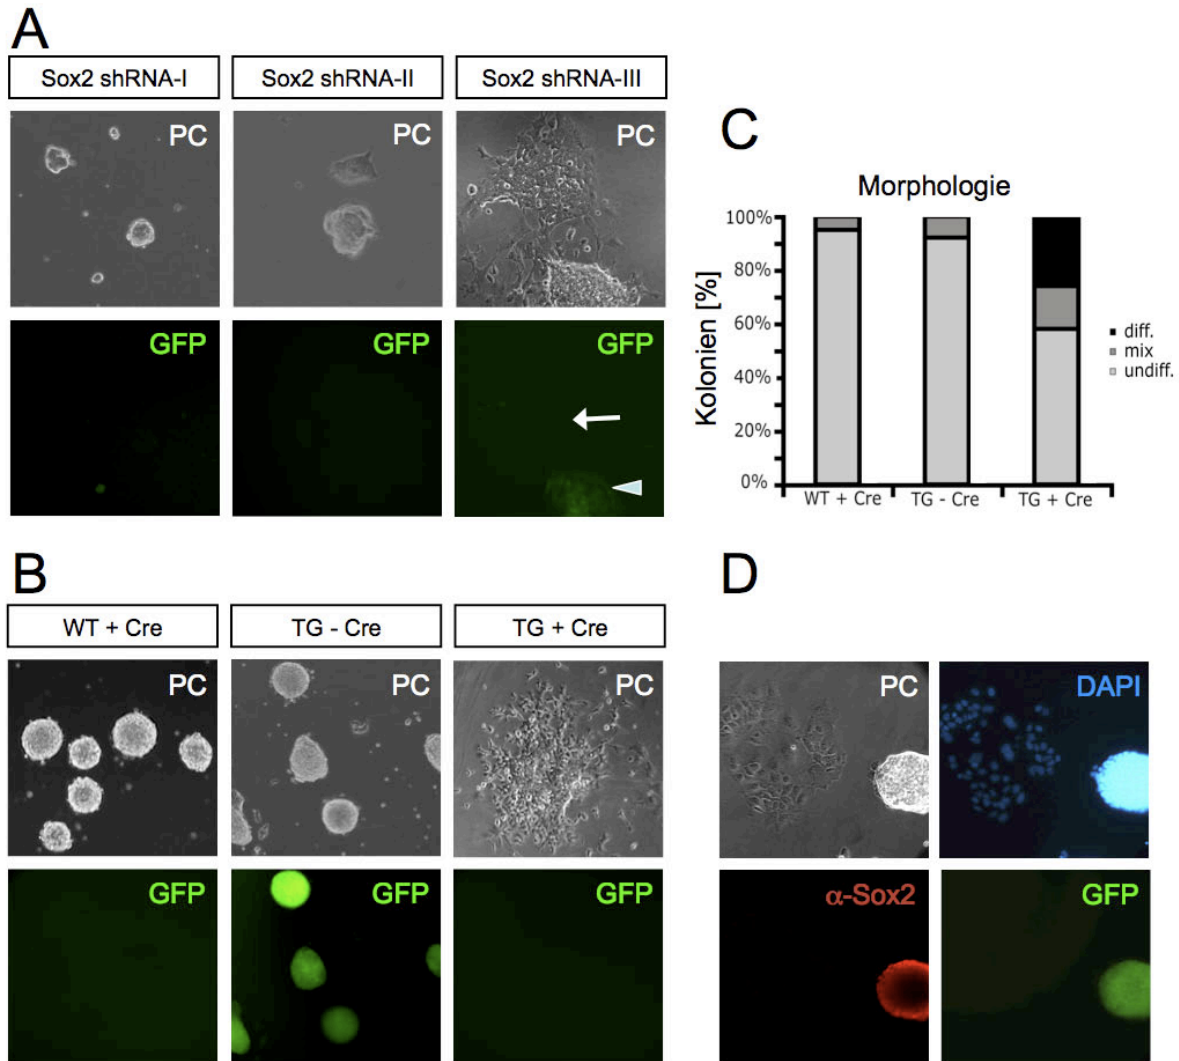 A
Sox2 shRNA-I
Sox2 shRNA-II
Sox2 shRNA-III
PC
PC
PC
GFP
GFP
GFP
B
WT + Cre
TG - Cre
TG + Cre
PC
PC
PC
GFP
GFP
GFP
C
Morphologie
Kolonien [%]
100%
80%
60%
40%
20%
0%
WT + Cre
TG - Cre
TG + Cre
diff.
mix
undiff.
D
PC
DAPI
α-Sox2
GFP